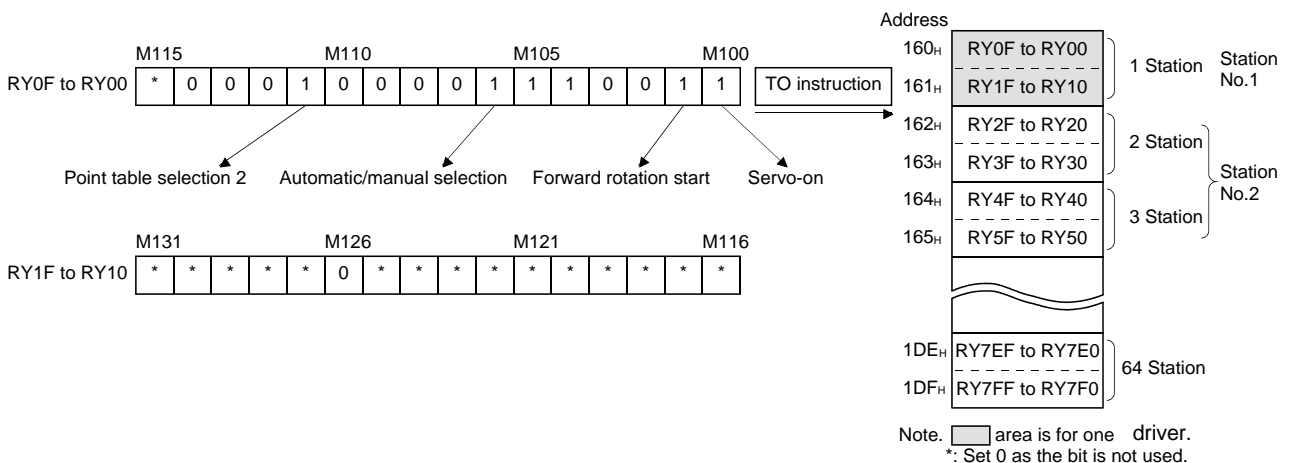 Address
M115 M110 M105 M100
RY0F to RY00 * 0 0 0 1 0 0 0 0 1 1 1 0 0 1 1 TO instruction
Point table selection 2 Automatic/manual selection Forward rotation start Servo-on
M131 M126 M121 M116
RY1F to RY10 * * * * * 0 * * * * * * * * * *
160H RY0F to RY00
161H RY1F to RY10
1 Station Station No.1
162H RY2F to RY20
163H RY3F to RY30
2 Station
164H RY4F to RY40
165H RY5F to RY50
3 Station
Station No.2
1DEH RY7EF to RY7E0
1DFH RY7FF to RY7F0
64 Station
Note. area is for one driver.
*: Set 0 as the bit is not used.